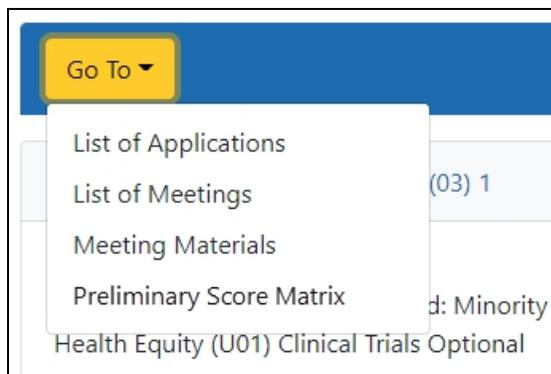 Go To
List of Applications
(03) 1
List of Meetings
Meeting Materials
Preliminary Score Matrix
d: Minority
Health Equity (U01) Clinical Trials Optional